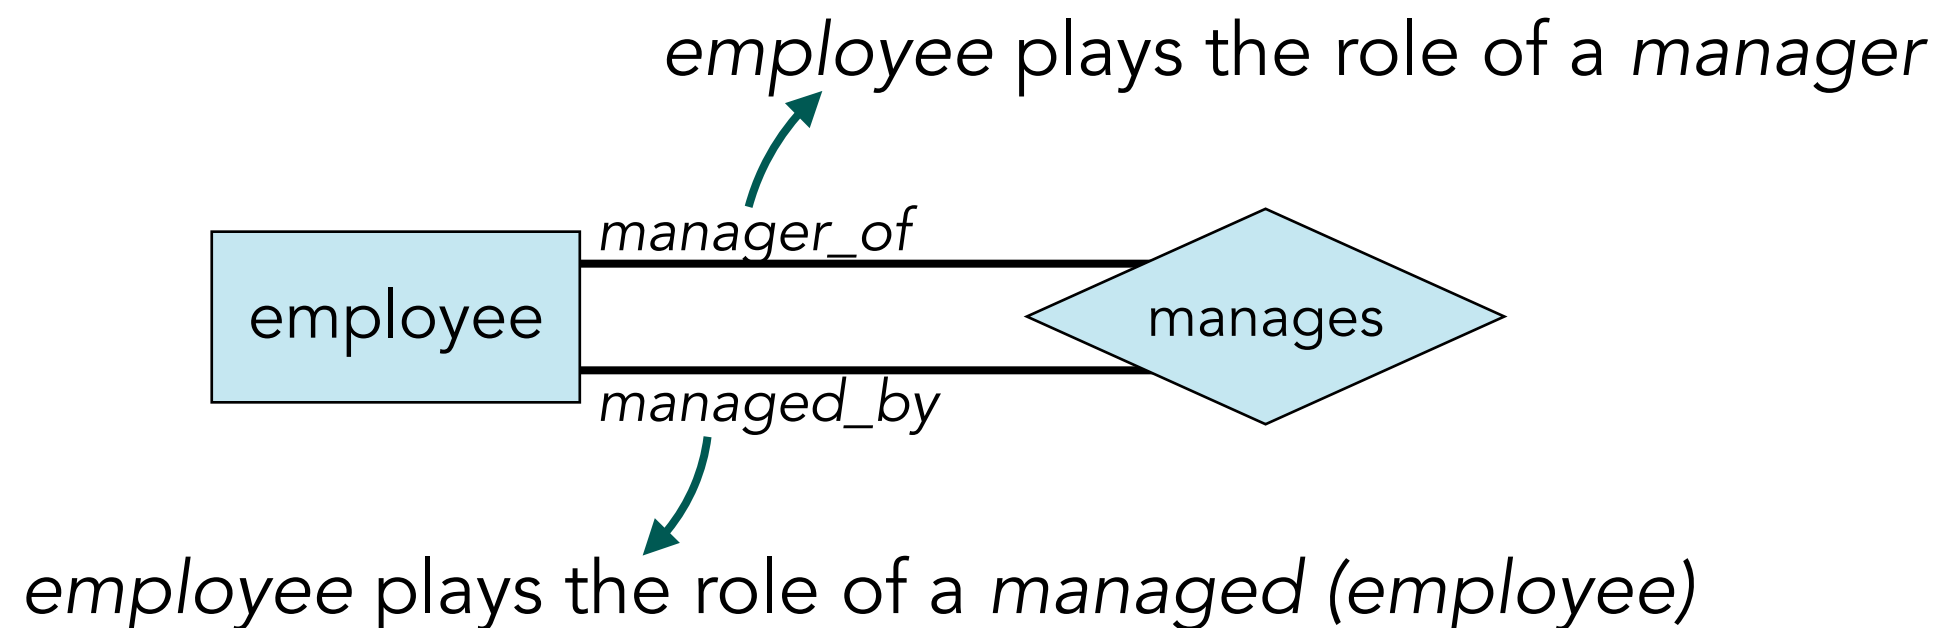 employee plays the role of a manager
manager_of
employee
manages
managed_by
employee plays the role of a managed (employee)